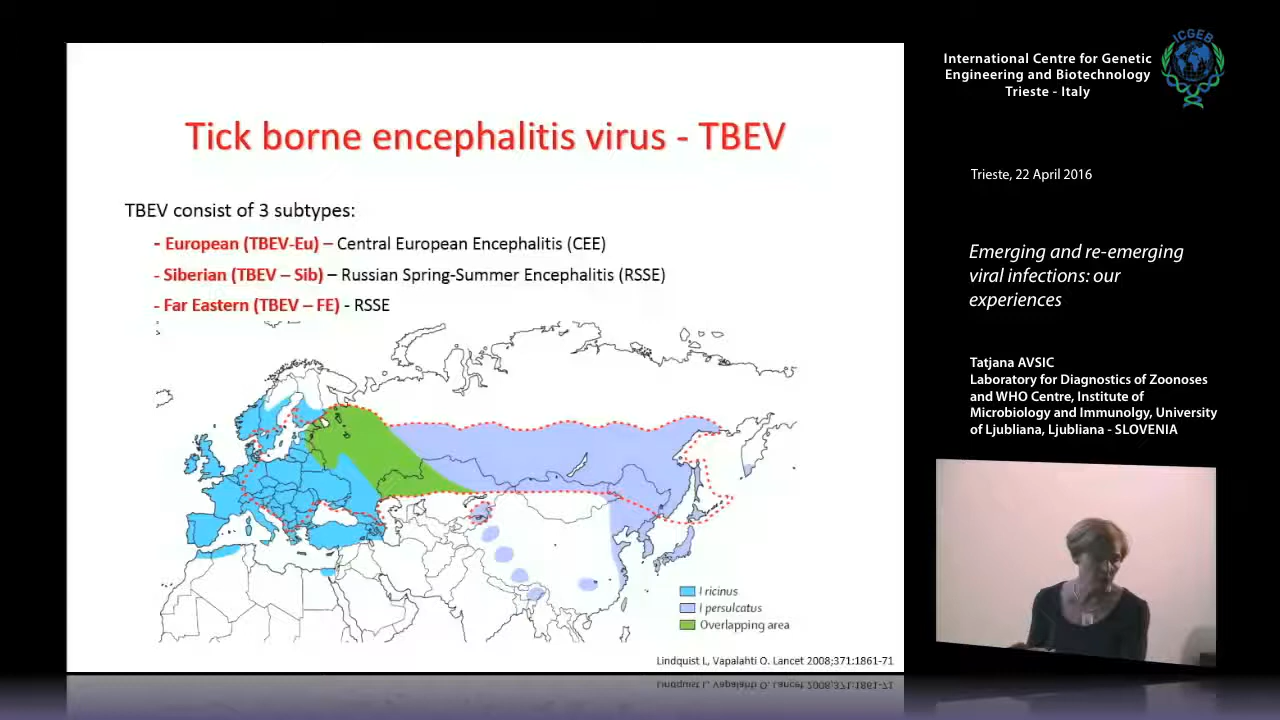 Tick borne encephalitis virus - TBEV
TBEV consist of 3 subtypes:
- European (TBEV-Eu) – Central European Encephalitis (CEE)
- Siberian (TBEV – Sib) – Russian Spring-Summer Encephalitis (RSSE)
- Far Eastern (TBEV – FE) - RSSE
I ricinus
I persulcatus
Overlapping area
Lindquist L, Vapalahti O. Lancet 2008;371:1861-71
ICGEB
International Centre for Genetic
Engineering and Biotechnology
Trieste - Italy
Trieste, 22 April 2016
Emerging and re-emerging
viral infections: our
experiences
Tatjana AVSIC
Laboratory for Diagnostics of Zoonoses
and WHO Centre, Institute of
Microbiology and Immunolgy, University
of Ljubliana, Ljubliana - SLOVENIA